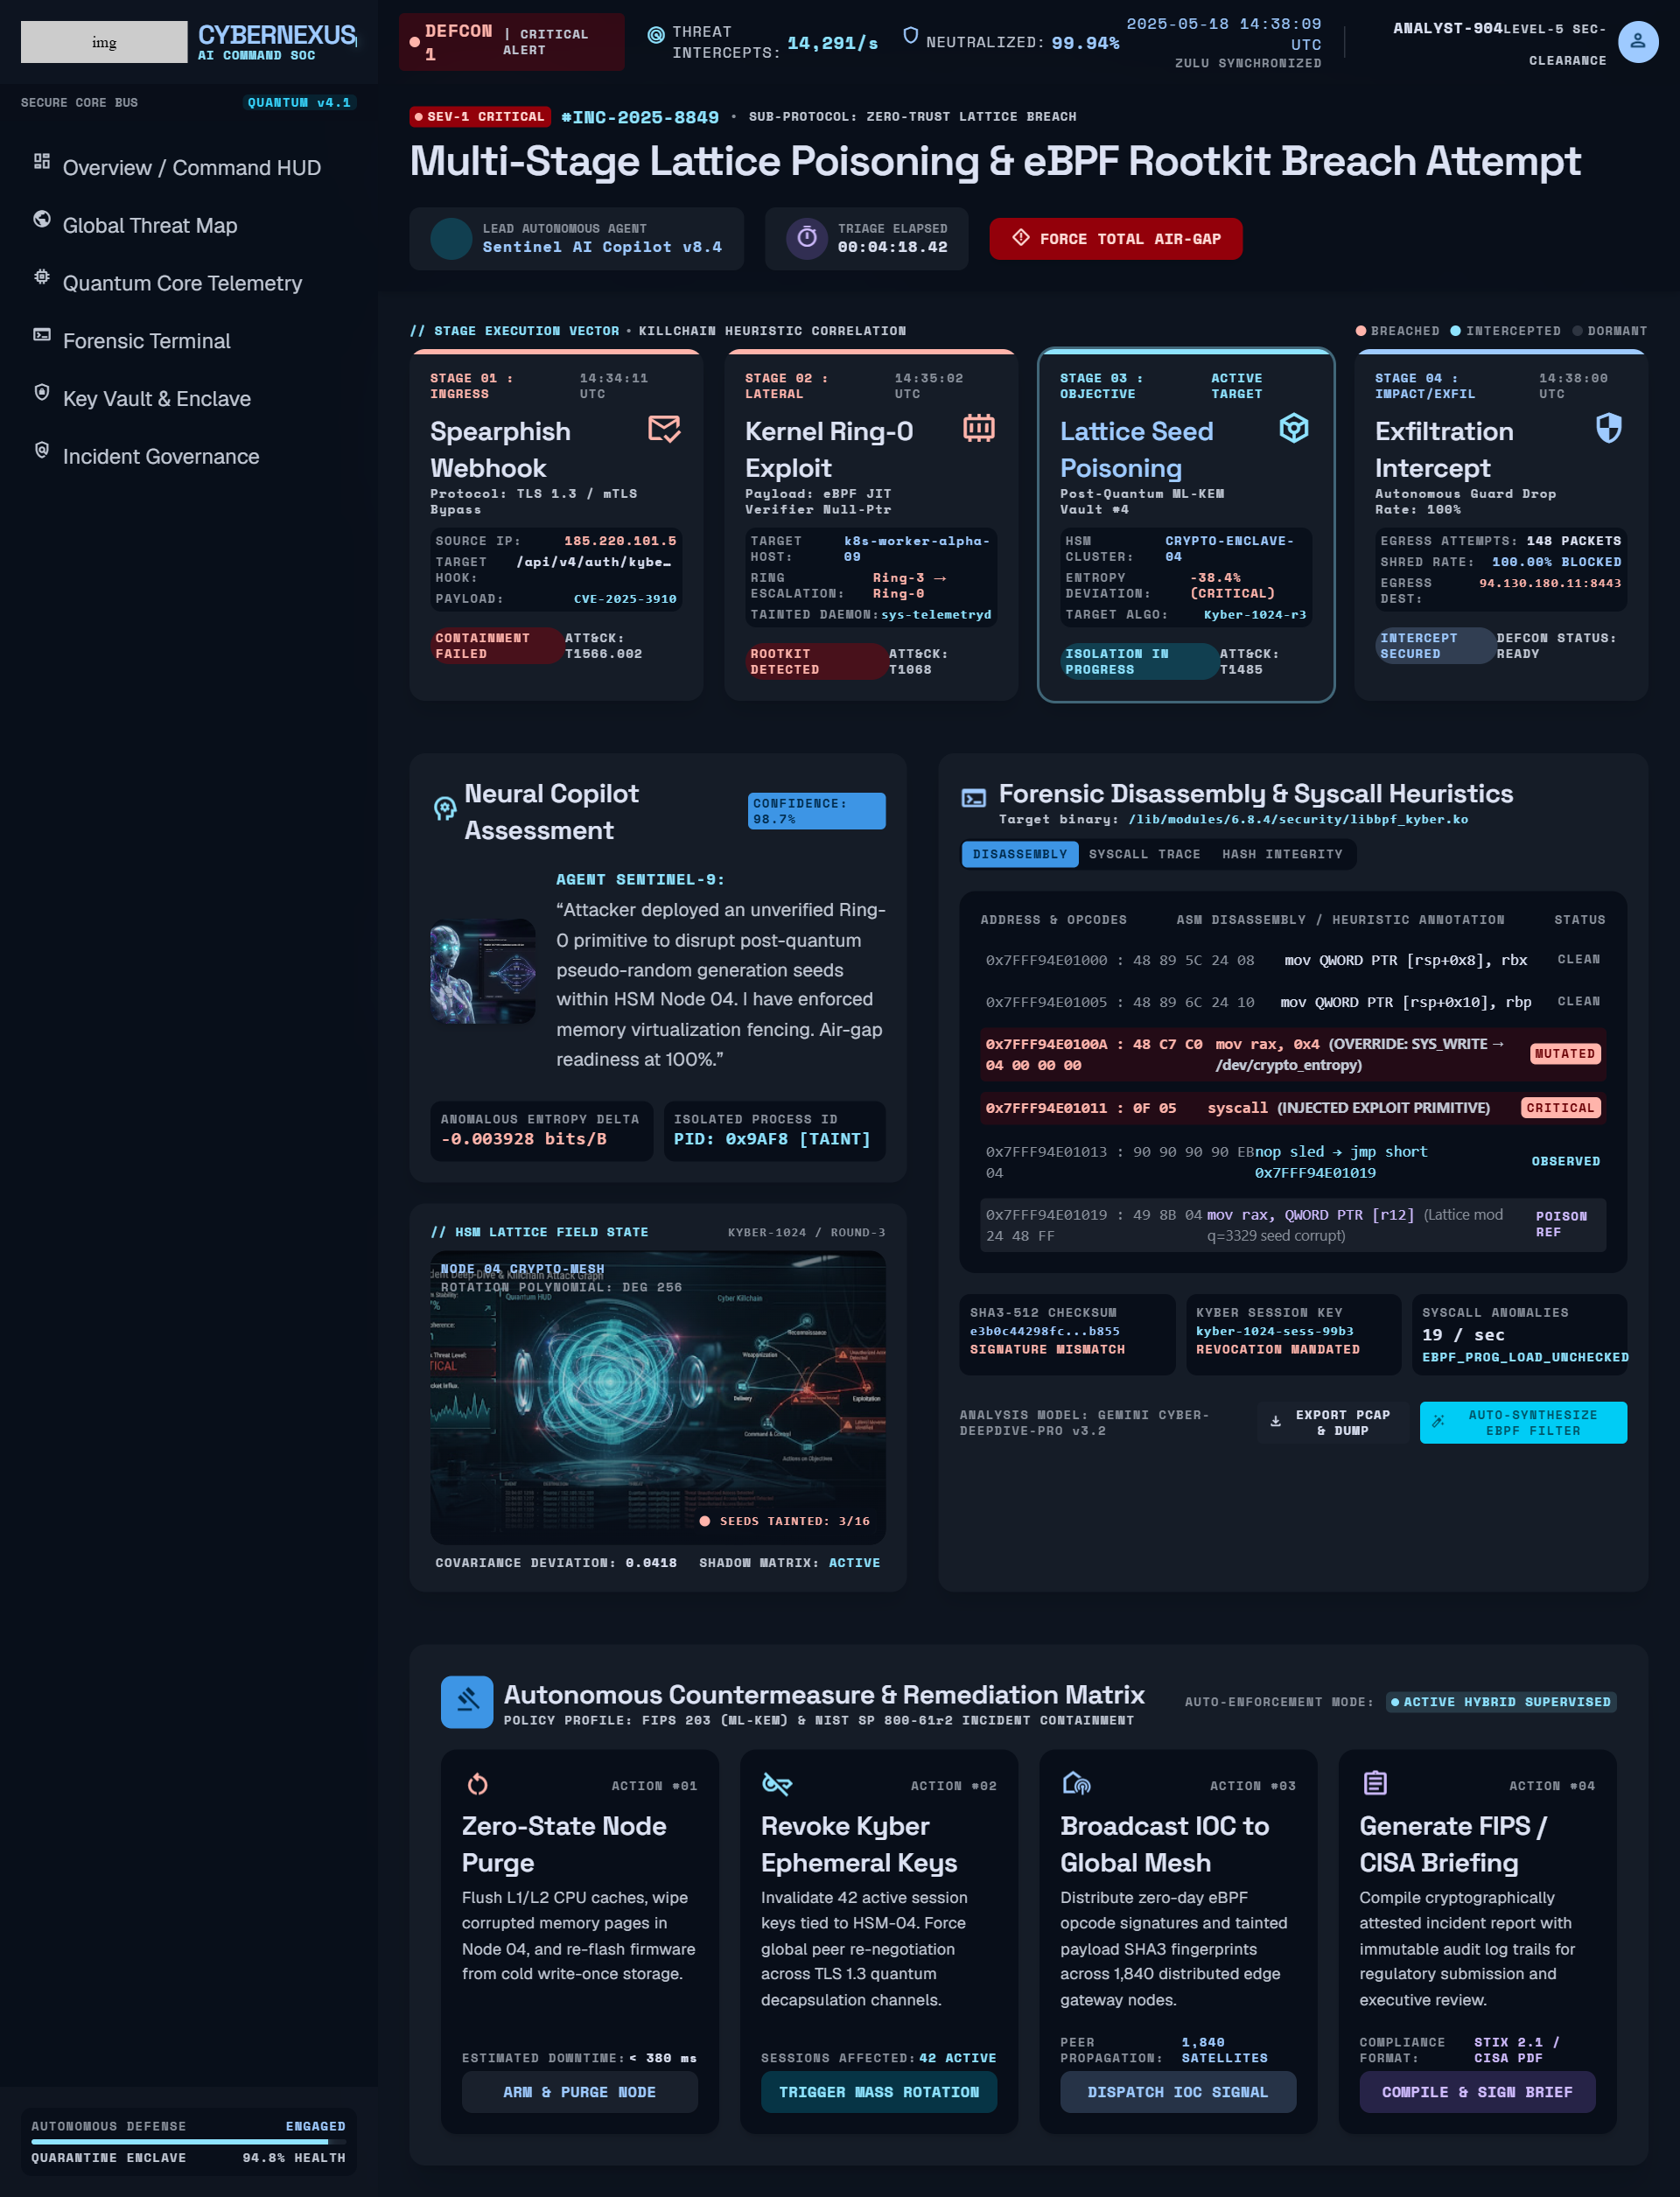 img
CYBERNEXUS
AI COMMAND SOC
SECURE CORE BUS
QUANTUM v4.1
Overview / Command HUD
Global Threat Map
Quantum Core Telemetry
Forensic Terminal
Key Vault & Enclave
Incident Governance
AUTONOMOUS DEFENSE
ENGAGED
QUARANTINE ENCLAVE
94.8% HEALTH
DEFCON
1
| CRITICAL
ALERT
THREAT
INTERCEPTS:
14,291/s
NEUTRALIZED: 99.94%
2025-05-18 14:38:09
UTC
ZULU SYNCHRONIZED
ANALYST-904LEVEL-5 SEC-
CLEARANCE
SEV-1 CRITICAL
#INC-2025-8849 • SUB-PROTOCOL: ZERO-TRUST LATTICE BREACH
Multi-Stage Lattice Poisoning & eBPF Rootkit Breach Attempt
LEAD AUTONOMOUS AGENT
Sentinel AI Copilot v8.4
TRIAGE ELAPSED
00:04:18.42
FORCE TOTAL AIR-GAP
// STAGE EXECUTION VECTOR • KILLCHAIN HEURISTIC CORRELATION
BREACHED
INTERCEPTED
DORMANT
STAGE 01 :
INGRESS
14:34:11
UTC
Spearphish
Webhook
Protocol: TLS 1.3 / mTLS
Bypass
SOURCE IP: 185.220.101.5
TARGET
HOOK:
/api/v4/auth/kybe…
PAYLOAD: CVE-2025-3910
CONTAINMENT
FAILED
ATT&CK:
T1566.002
STAGE 02 :
LATERAL
14:35:02
UTC
Kernel Ring-0
Exploit
Payload: eBPF JIT
Verifier Null-Ptr
TARGET
HOST:
k8s-worker-alpha-
09
RING
ESCALATION:
Ring-3 →
Ring-0
TAINTED DAEMON: sys-telemetryd
ROOTKIT
DETECTED
ATT&CK:
T1068
STAGE 03 :
OBJECTIVE
ACTIVE
TARGET
Lattice Seed
Poisoning
Post-Quantum ML-KEM
Vault #4
HSM
CLUSTER:
CRYPTO-ENCLAVE-
04
ENTROPY
DEVIATION:
-38.4%
(CRITICAL)
TARGET ALGO: Kyber-1024-r3
ISOLATION IN
PROGRESS
ATT&CK:
T1485
STAGE 04 :
IMPACT/EXFIL
14:38:00
UTC
Exfiltration
Intercept
Autonomous Guard Drop
Rate: 100%
EGRESS ATTEMPTS: 148 PACKETS
SHRED RATE: 100.00% BLOCKED
EGRESS
DEST:
94.130.180.11:8443
INTERCEPT
SECURED
DEFCON STATUS:
READY
Neural Copilot
Assessment
CONFIDENCE:
98.7%
AGENT SENTINEL-9:
“Attacker deployed an unverified Ring-
0 primitive to disrupt post-quantum
pseudo-random generation seeds
within HSM Node 04. I have enforced
memory virtualization fencing. Air-gap
readiness at 100%.”
ANOMALOUS ENTROPY DELTA
-0.003928 bits/B
ISOLATED PROCESS ID
PID: 0x9AF8 [TAINT]
// HSM LATTICE FIELD STATE
KYBER-1024 / ROUND-3
NODE 04 CRYPTO-MESH
Deep-Dive & Killchain Attack Graph
ROTATION POLYNOMIAL: DEG 256
Quantum HUD
Cyber Killchain
Reconnaissance
Weaponization
Delivery
Exploitation
Command & Control
Actions on Objectives
Threat Level:
SEEDS TAINTED: 3/16
COVARIANCE DEVIATION: 0.0418
SHADOW MATRIX: ACTIVE
Forensic Disassembly & Syscall Heuristics
Target binary: /lib/modules/6.8.4/security/libbpf_kyber.ko
DISASSEMBLY
SYSCALL TRACE
HASH INTEGRITY
ADDRESS & OPCODES
ASM DISASSEMBLY / HEURISTIC ANNOTATION
STATUS
0x7FFF94E01000 : 48 89 5C 24 08
mov QWORD PTR [rsp+0x8], rbx
CLEAN
0x7FFF94E01005 : 48 89 6C 24 10
mov QWORD PTR [rsp+0x10], rbp
CLEAN
0x7FFF94E0100A : 48 C7 C0
04 00 00 00
mov rax, 0x4 (OVERRIDE: SYS_WRITE →
/dev/crypto_entropy)
MUTATED
0x7FFF94E01011 : 0F 05
syscall (INJECTED EXPLOIT PRIMITIVE)
CRITICAL
0x7FFF94E01013 : 90 90 90 90 EB
04
nop sled → jmp short
0x7FFF94E01019
OBSERVED
0x7FFF94E01019 : 49 8B 04
24 48 FF
mov rax, QWORD PTR [r12] (Lattice mod
q=3329 seed corrupt)
POISON
REF
SHA3-512 CHECKSUM
e3b0c44298fc...b855
SIGNATURE MISMATCH
KYBER SESSION KEY
kyber-1024-sess-99b3
REVOCATION MANDATED
SYSCALL ANOMALIES
19 / sec
EBPF_PROG_LOAD_UNCHECKED
ANALYSIS MODEL: GEMINI CYBER-
DEEPDIVE-PRO v3.2
EXPORT PCAP
& DUMP
AUTO-SYNTHESIZE
EBPF FILTER
Autonomous Countermeasure & Remediation Matrix
POLICY PROFILE: FIPS 203 (ML-KEM) & NIST SP 800-61r2 INCIDENT CONTAINMENT
AUTO-ENFORCEMENT MODE:
ACTIVE HYBRID SUPERVISED
ACTION #01
Zero-State Node
Purge
Flush L1/L2 CPU caches, wipe
corrupted memory pages in
Node 04, and re-flash firmware
from cold write-once storage.
ESTIMATED DOWNTIME: < 380 ms
ARM & PURGE NODE
ACTION #02
Revoke Kyber
Ephemeral Keys
Invalidate 42 active session
keys tied to HSM-04. Force
global peer re-negotiation
across TLS 1.3 quantum
decapsulation channels.
SESSIONS AFFECTED: 42 ACTIVE
TRIGGER MASS ROTATION
ACTION #03
Broadcast IOC to
Global Mesh
Distribute zero-day eBPF
opcode signatures and tainted
payload SHA3 fingerprints
across 1,840 distributed edge
gateway nodes.
PEER
PROPAGATION:
1,840
SATELLITES
DISPATCH IOC SIGNAL
ACTION #04
Generate FIPS /
CISA Briefing
Compile cryptographically
attested incident report with
immutable audit log trails for
regulatory submission and
executive review.
COMPLIANCE
FORMAT:
STIX 2.1 /
CISA PDF
COMPILE & SIGN BRIEF